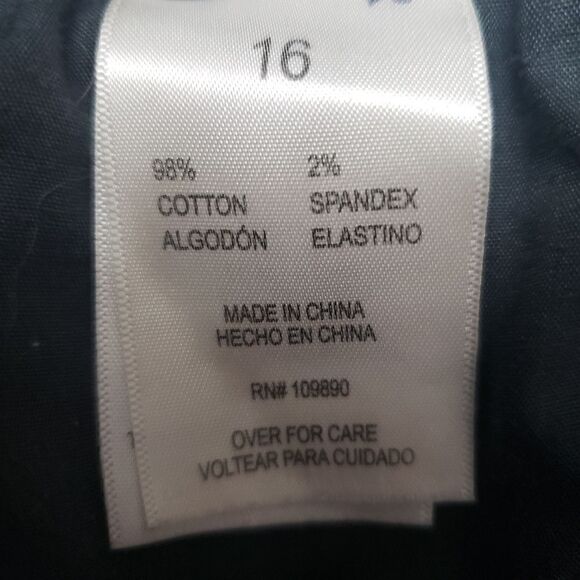 16
98% 2%
COTTON SPANDEX
ALGODÓN ELASTINO
MADE IN CHINA
HECHO EN CHINA
RN# 109890
OVER FOR CARE
VOLTEAR PARA CUIDADO